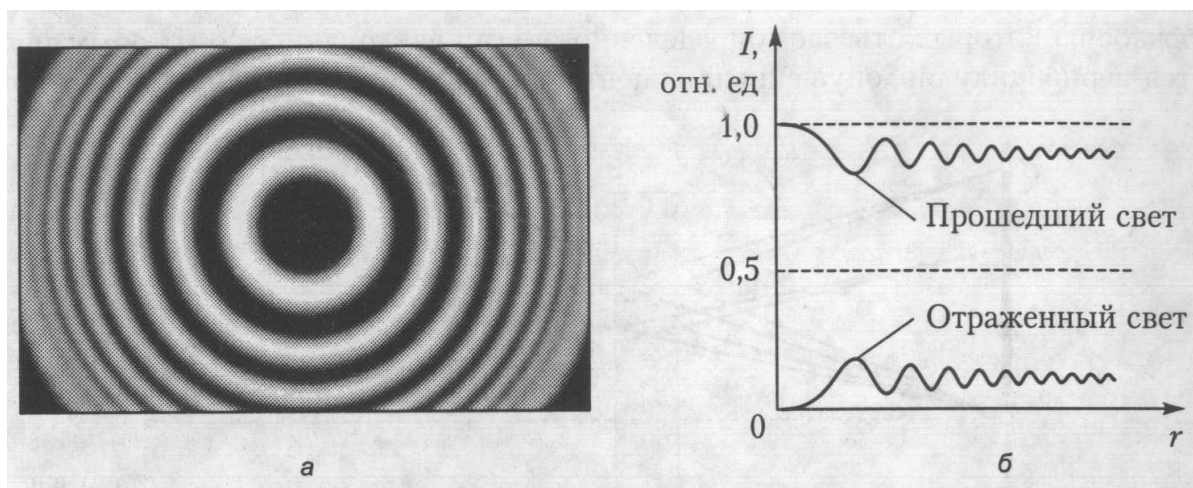 I,
отн. ед
1,0
Прошедший свет
0,5
Отраженный свет
0
r
а
б